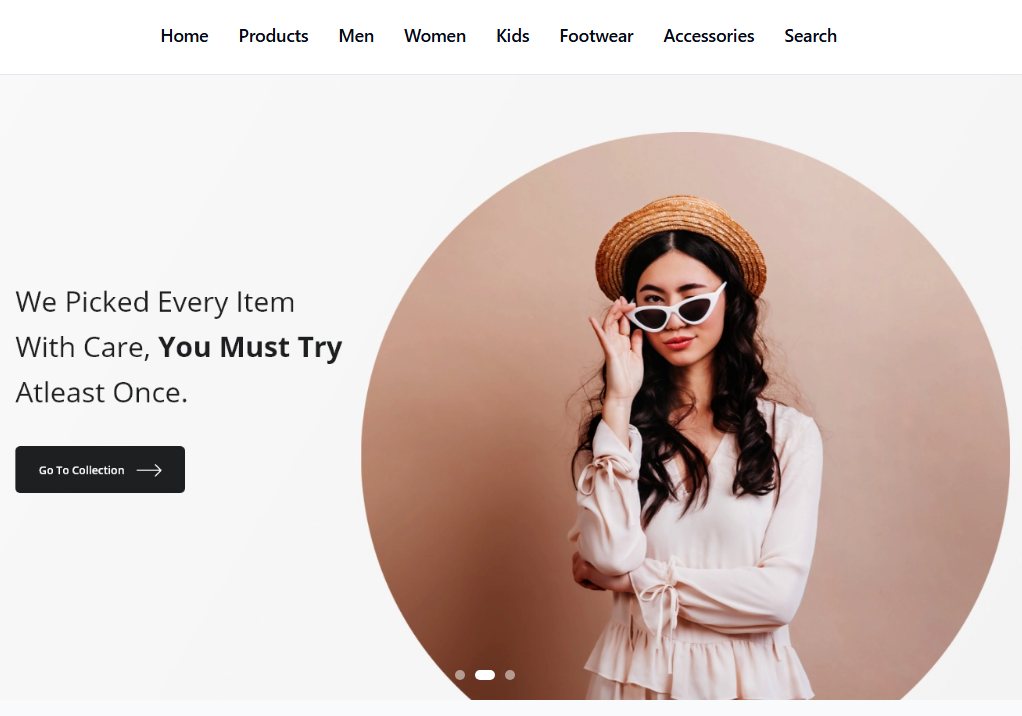 Home Products Men Women Kids Footwear Accessories Search
We Picked Every Item
With Care, You Must Try
Atleast Once.
Go To Collection